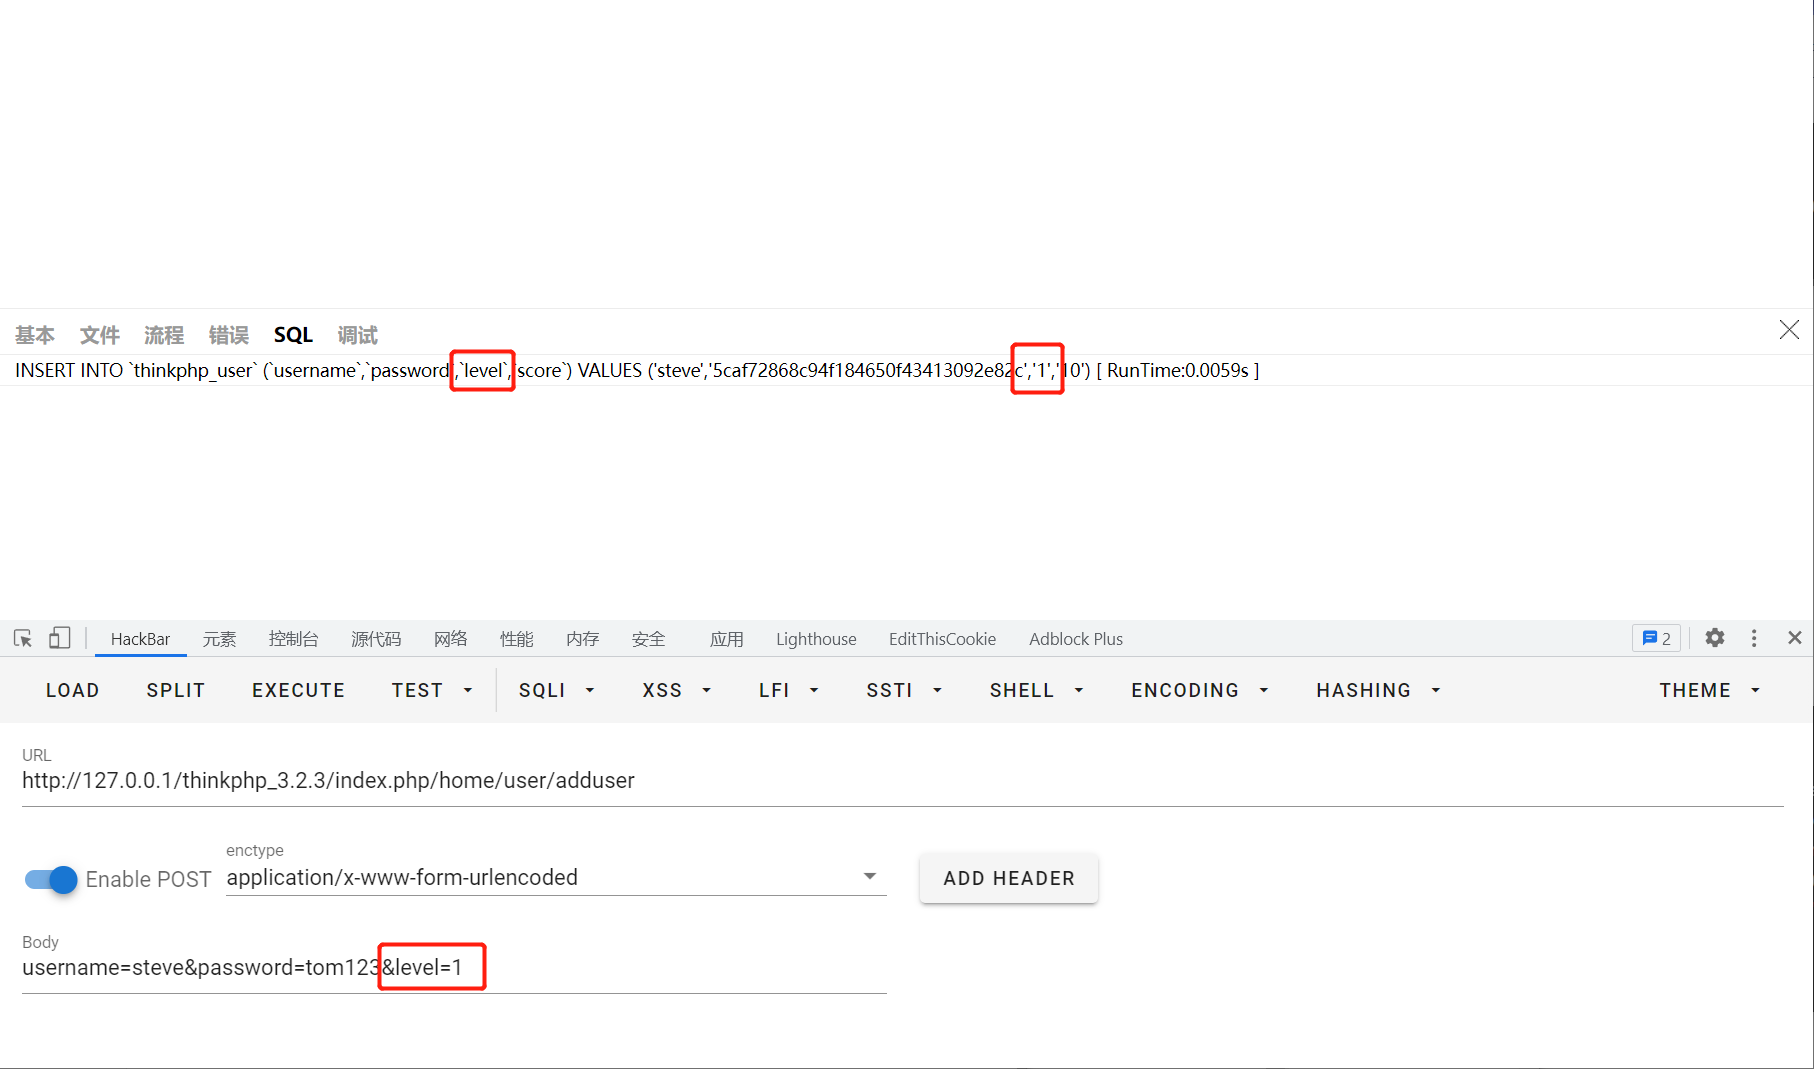 基本 文件 流程 错误 SQL 调试
INSERT INTO `thinkphp_user` (`username`,`password`,`level`,`score`) VALUES ('steve','5caf72868c94f184650f43413092e82c','1','10') [ RunTime:0.0059s ]
HackBar 元素 控制台 源代码 网络 性能 内存 安全 应用 Lighthouse EditThisCookie Adblock Plus 2
LOAD SPLIT EXECUTE TEST SQLI XSS LFI SSTI SHELL ENCODING HASHING THEME
URL
http://127.0.0.1/thinkphp_3.2.3/index.php/home/user/adduser
enctype
Enable POST application/x-www-form-urlencoded ADD HEADER
Body
username=steve&password=tom123&level=1